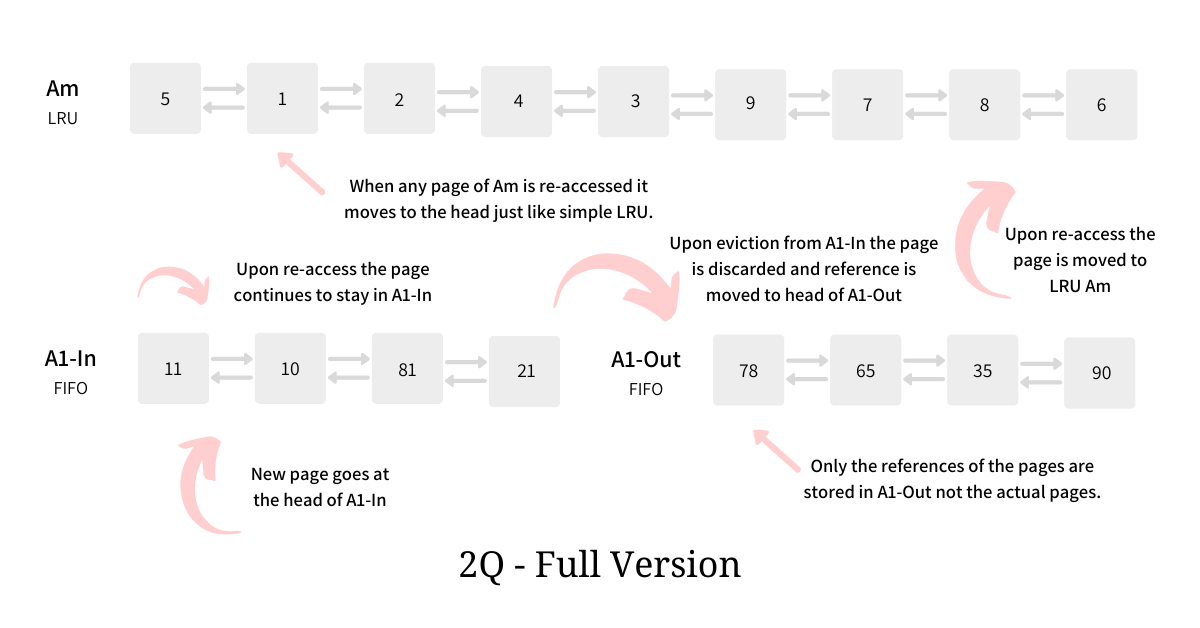 Am
LRU
5 1 2 4 3 9 7 8 6
When any page of Am is re-accessed it
moves to the head just like simple LRU.
Upon re-access the page
continues to stay in A1-In
Upon eviction from A1-In the page
is discarded and reference is
moved to head of A1-Out
Upon re-access the
page is moved to
LRU Am
A1-In
FIFO
11 10 81 21
A1-Out
FIFO
78 65 35 90
New page goes at
the head of A1-In
Only the references of the pages are
stored in A1-Out not the actual pages.
2Q - Full Version